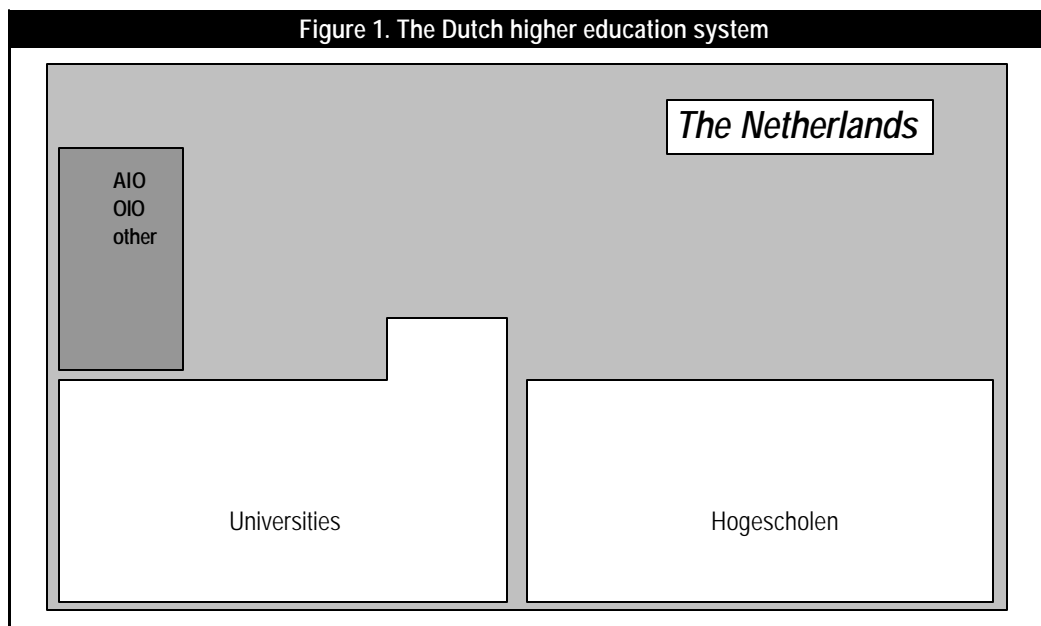 Figure 1. The Dutch higher education system
The Netherlands
AIO
OIO
other
Universities
Hogescholen